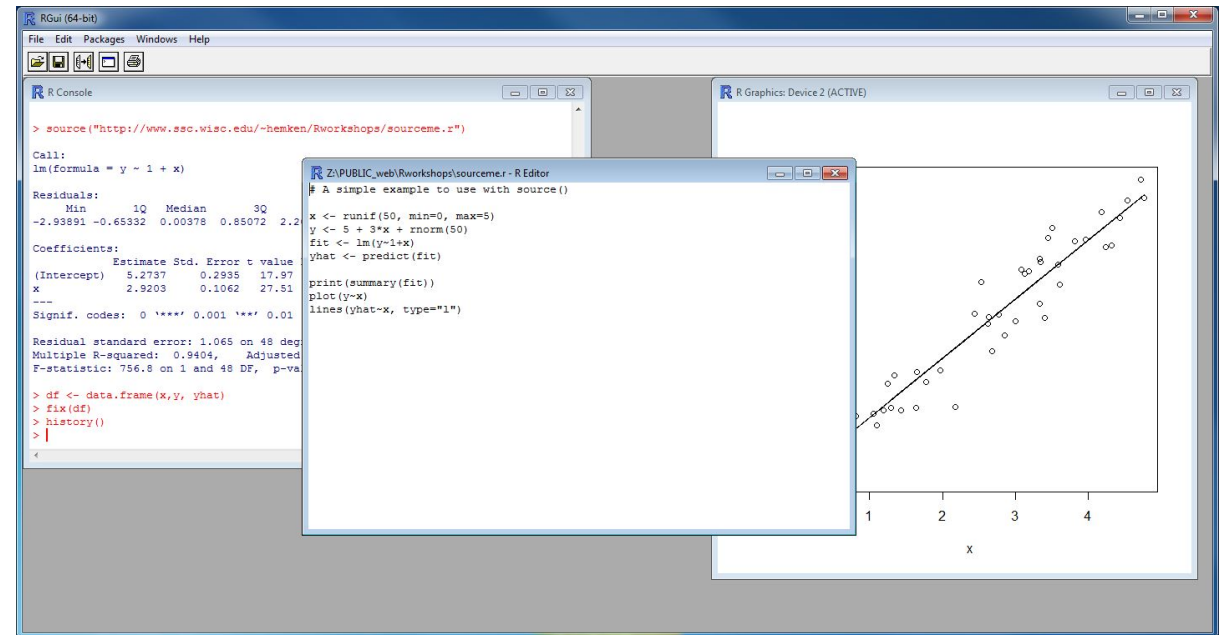 RGui (64-bit)
File Edit Packages Windows Help
R Console
> source("http://www.ssc.wisc.edu/~hemken/Rworkshops/sourceme.r")
Call:
lm(formula = y ~ 1 + x)
Residuals:
Min 1Q Median 3Q
-2.93891 -0.65332 0.00378 0.85072
Coefficients:
Estimate Std. Error t value
(Intercept) 5.2737 0.2935 17.97
x 2.9203 0.1062 27.51
---
Signif. codes: 0 '***' 0.001 '**' 0.01
Residual standard error: 1.065 on 48
Multiple R-squared: 0.9404, Adjusted
F-statistic: 756.8 on 1 and 48 DF,
> df <- data.frame(x,y, yhat)
> fix(df)
> history()
>
Z:\PUBLIC_web\Rworkshops\sourceme.r - R Editor
# A simple example to use with source()
x <- runif(50, min=0, max=5)
y <- 5 + 3*x + rnorm(50)
fit <- lm(y~1+x)
yhat <- predict(fit)
print(summary(fit))
plot(y~x)
lines(yhat~x, type="l")
R Graphics: Device 2 (ACTIVE)
1 2 3 4
x